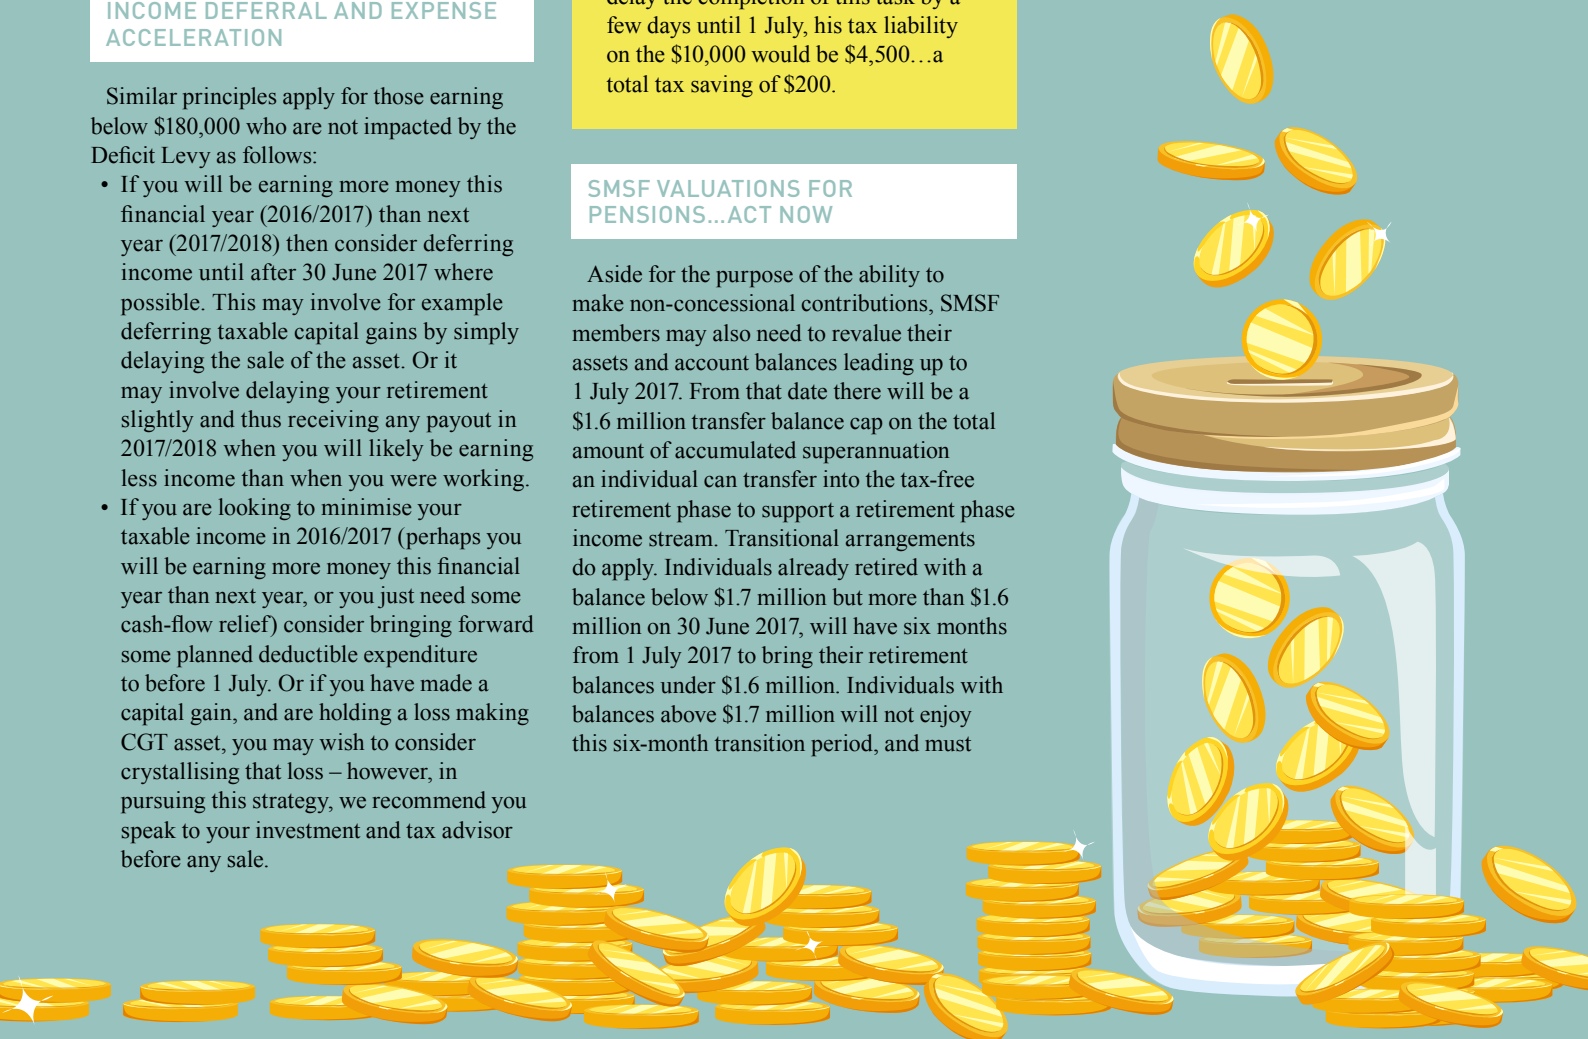 INCOME DEFERRAL AND EXPENSE
ACCELERATION
Similar principles apply for those earning
below $180,000 who are not impacted by the
Deficit Levy as follows:
• If you will be earning more money this
financial year (2016/2017) than next
year (2017/2018) then consider deferring
income until after 30 June 2017 where
possible. This may involve for example
deferring taxable capital gains by simply
delaying the sale of the asset. Or it
may involve delaying your retirement
slightly and thus receiving any payout in
2017/2018 when you will likely be earning
less income than when you were working.
• If you are looking to minimise your
taxable income in 2016/2017 (perhaps you
will be earning more money this financial
year than next year, or you just need some
cash-flow relief) consider bringing forward
some planned deductible expenditure
to before 1 July. Or if you have made a
capital gain, and are holding a loss making
CGT asset, you may wish to consider
crystallising that loss – however, in
pursuing this strategy, we recommend you
speak to your investment and tax advisor
before any sale.
delay the completion of this task by a
few days until 1 July, his tax liability
on the $10,000 would be $4,500…a
total tax saving of $200.
SMSF VALUATIONS FOR
PENSIONS...ACT NOW
Aside for the purpose of the ability to
make non-concessional contributions, SMSF
members may also need to revalue their
assets and account balances leading up to
1 July 2017. From that date there will be a
$1.6 million transfer balance cap on the total
amount of accumulated superannuation
an individual can transfer into the tax-free
retirement phase to support a retirement phase
income stream. Transitional arrangements
do apply. Individuals already retired with a
balance below $1.7 million but more than $1.6
million on 30 June 2017, will have six months
from 1 July 2017 to bring their retirement
balances under $1.6 million. Individuals with
balances above $1.7 million will not enjoy
this six-month transition period, and must